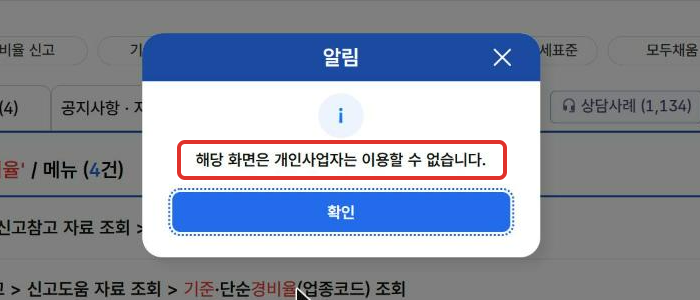 비율 신고
기
알림
세표준
모두채움
(4)
공지사항 · 지
상담사례 (1,134)
i
해당 화면은 개인사업자는 이용할 수 없습니다.
율' / 메뉴 (4건)
확인
신고참고 자료 조회 >
고 > 신고도움 자료 조회 > 기준·단순경비율(업종코드) 조회